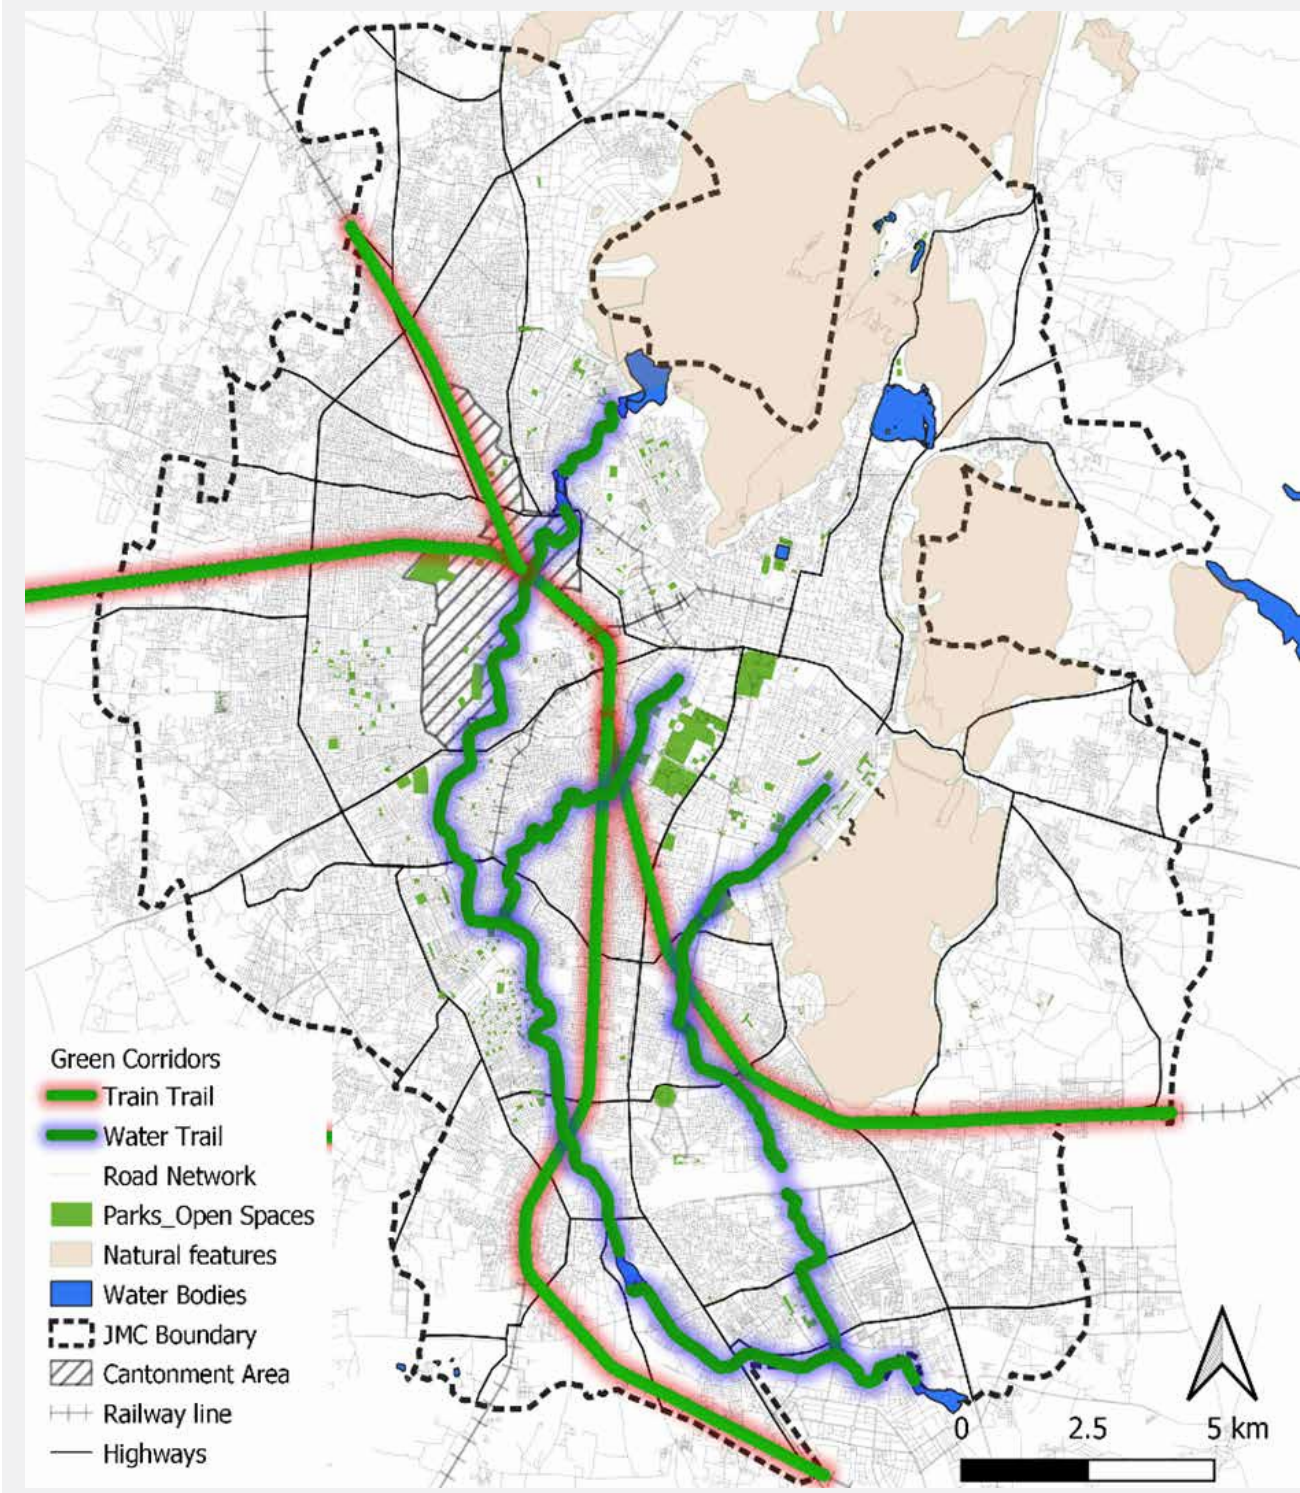 Green Corridors
Train Trail
Water Trail
Road Network
Parks_Open Spaces
Natural features
Water Bodies
JMC Boundary
Cantonment Area
Railway line
Highways
0 2.5 5 km